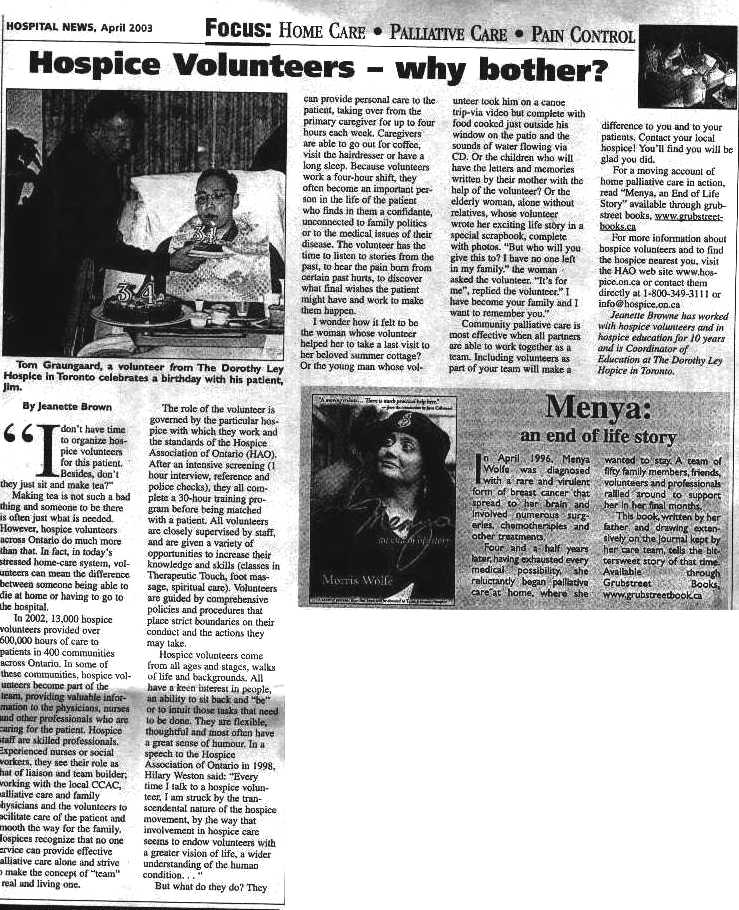 HOSPITAL NEWS, April 2003
Focus: HOME CARE • PALLIATIVE CARE • PAIN CONTROL
Hospice Volunteers – why bother?
Tom Graungaard, a volunteer from The Dorothy Ley
Hospice in Toronto celebrates a birthday with his patient,
Jim.
By Jeanette Brown
“I don't have time
to organize hos-
pice volunteers
for this patient.
Besides, don't
they just sit and make tea?”
Making tea is not such a bad
thing and someone to be there
is often just what is needed.
However, hospice volunteers
across Ontario do much more
than that. In fact, in today's
stressed home-care system, vol-
unteers can mean the difference
between someone being able to
die at home or having to go to
the hospital.
In 2002, 13,000 hospice
volunteers provided over
600,000 hours of care to
patients in 400 communities
across Ontario. In some of
these communities, hospice vol-
unteers become part of the
team, providing valuable infor-
mation to the physicians, nurses
and other professionals who are
caring for the patient. Hospice
staff are skilled professionals.
Experienced nurses or social
workers, they see their role as
hat of liaison and team builder;
working with the local CCAC,
alliative care and family
hysicians and the volunteers to
acilitate care of the patient and
mooth the way for the family.
Hospices recognize that no one
ervice can provide effective
alliative care alone and strive
o make the concept of “team”
real and living one.
The role of the volunteer is
governed by the particular hos-
pice with which they work and
the standards of the Hospice
Association of Ontario (HAO).
After an intensive screening (1
hour interview, reference and
police checks), they all com-
plete a 30-hour training pro-
gram before being matched
with a patient. All volunteers
are closely supervised by staff,
and are given a variety of
opportunities to increase their
knowledge and skills (classes in
Therapeutic Touch, foot mas-
sage, spiritual care). Volunteers
are guided by comprehensive
policies and procedures that
place strict boundaries on their
conduct and the actions they
may take.
Hospice volunteers come
from all ages and stages, walks
of life and backgrounds. All
have a keen interest in people,
an ability to sit back and “be”
or to intuit those tasks that need
to be done. They are flexible,
thoughtful and most often have
a great sense of humour. In a
speech to the Hospice
Association of Ontario in 1998,
Hilary Weston said: “Every
time I talk to a hospice volun-
teer, I am struck by the tran-
scendental nature of the hospice
movement, by the way that
involvement in hospice care
seems to endow volunteers with
a greater vision of life, a wider
understanding of the human
condition. . . ”
But what do they do? They
can provide personal care to the
patient, taking over from the
primary caregiver for up to four
hours each week. Caregivers
are able to go out for coffee,
visit the hairdresser or have a
long sleep. Because volunteers
work a four-hour shift, they
often become an important per-
son in the life of the patient
who finds in them a confidante,
unconnected to family politics
or to the medical issues of their
disease. The volunteer has the
time to listen to stories from the
past, to hear the pain born from
certain past hurts, to discover
what final wishes the patient
might have and work to make
them happen.
I wonder how it felt to be
the woman whose volunteer
helped her to take a last visit to
her beloved summer cottage?
Or the young man whose vol-
unteer took him on a canoe
trip-via video but complete with
food cooked just outside his
window on the patio and the
sounds of water flowing via
CD. Or the children who will
have the letters and memories
written by their mother with the
help of the volunteer? Or the
elderly woman, alone without
relatives, whose volunteer
wrote her exciting life story in a
special scrapbook, complete
with photos. “But who will you
give this to? I have no one left
in my family.” the woman
asked the volunteer. “It's for
me”, replied the volunteer.” I
have become your family and I
want to remember you.”
Community palliative care is
most effective when all partners
are able to work together as a
team. Including volunteers as
part of your team will make a
difference to you and to your
patients. Contact your local
hospice! You'll find you will be
glad you did.
For a moving account of
home palliative care in action,
read “Menya, an End of Life
Story” available through grub-
street books, www.grubstreet-
books.ca
For more information about
hospice volunteers and to find
the hospice nearest you, visit
the HAO web site www.hos-
pice.on.ca or contact them
directly at 1-800-349-3111 or
info@hospice.on.ca
Jeanette Browne has worked
with hospice volunteers and in
hospice education for 10 years
and is Coordinator of
Education at The Dorothy Ley
Hopice in Toronto.
Morris Wolfe
Menya:
an end of life story
In April 1996, Menya
Wolfe was diagnosed
with a rare and virulent
form of breast cancer that
spread to her brain and
involved numerous surg-
eries, chemotherapies and
other treatments.
Four and a half years
later, having exhausted every
medical possibility, she
reluctantly began palliative
care at home, where she
wanted to stay. A team of
fifty family members, friends,
volunteers and professionals
rallied around to support
her in her final months.
This book, written by her
father and drawing exten-
sively on the journal kept by
her care team, tells the bit-
tersweet story of that time.
Available through
Grubstreet Books,
www.grubstreetbook.ca